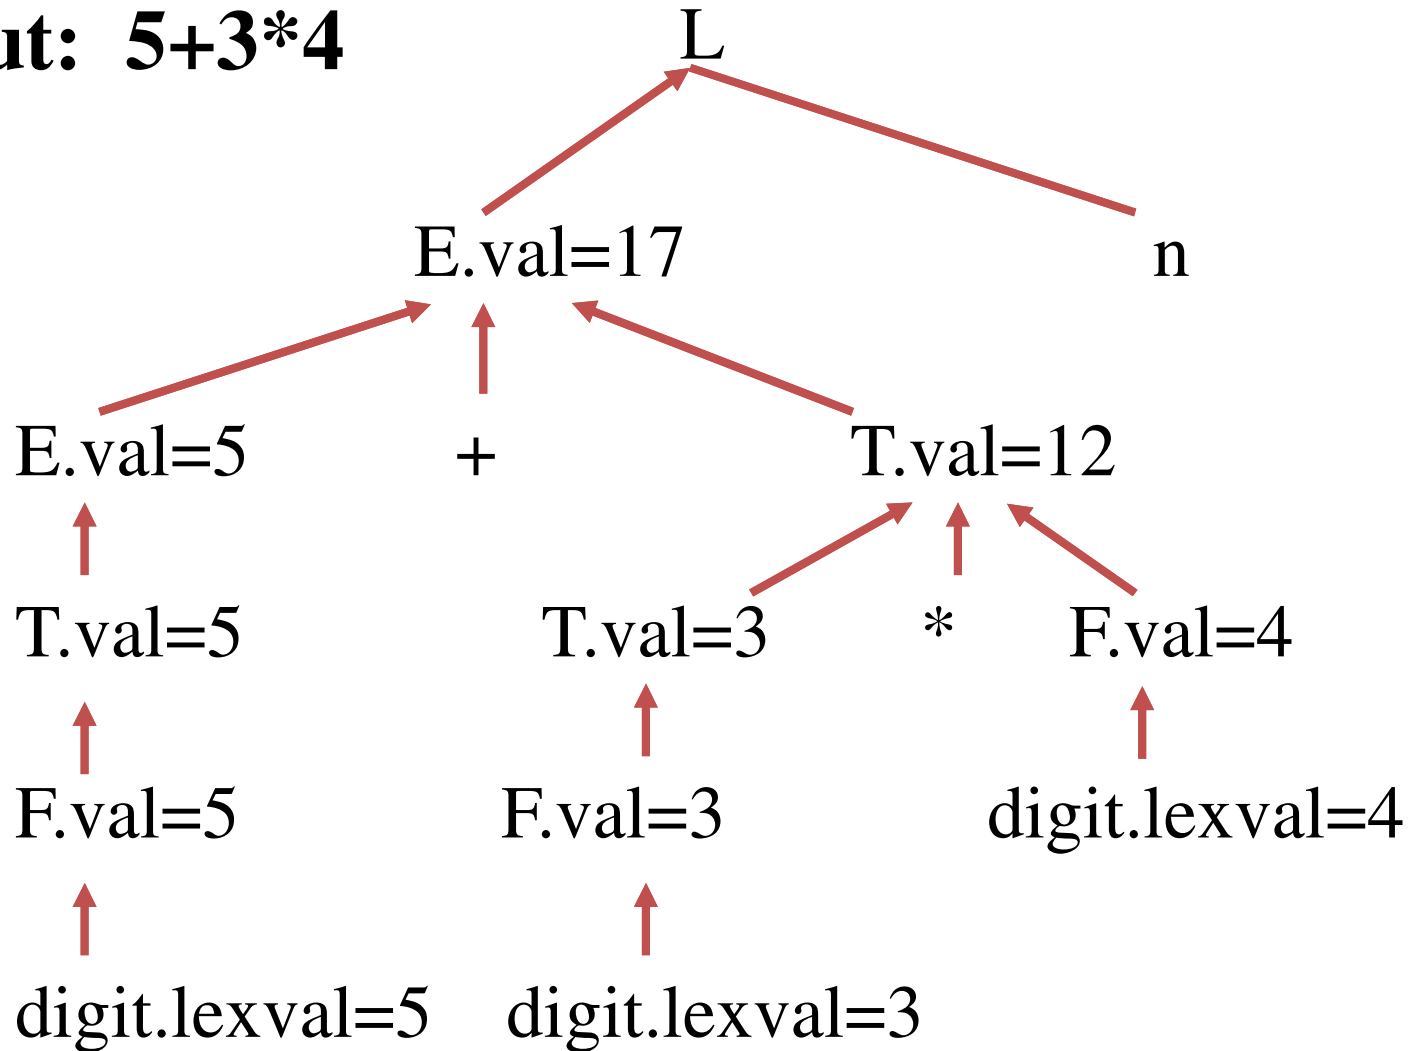 ut: 5+3*4
L
E.val=17 n
E.val=5 + T.val=12
T.val=5 T.val=3 * F.val=4
F.val=5 F.val=3 digit.lexval=4
digit.lexval=5 digit.lexval=3